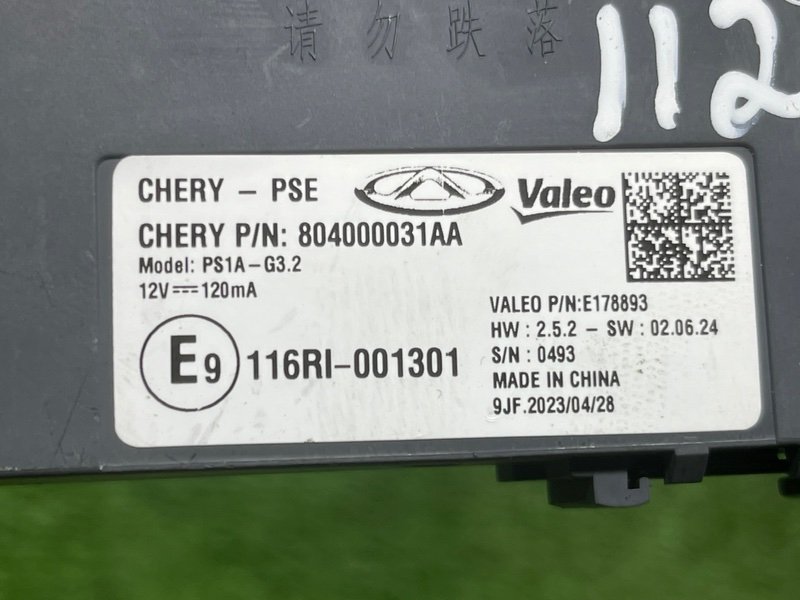 请勿跌落
112
CHERY - PSE
Valeo
CHERY P/N: 804000031AA
Model: PS1A-G3.2
12V⎓120mA
VALEO P/N:E178893
HW : 2.5.2 - SW : 02.06.24
S/N : 0493
MADE IN CHINA
9JF.2023/04/28
E9 116RI-001301